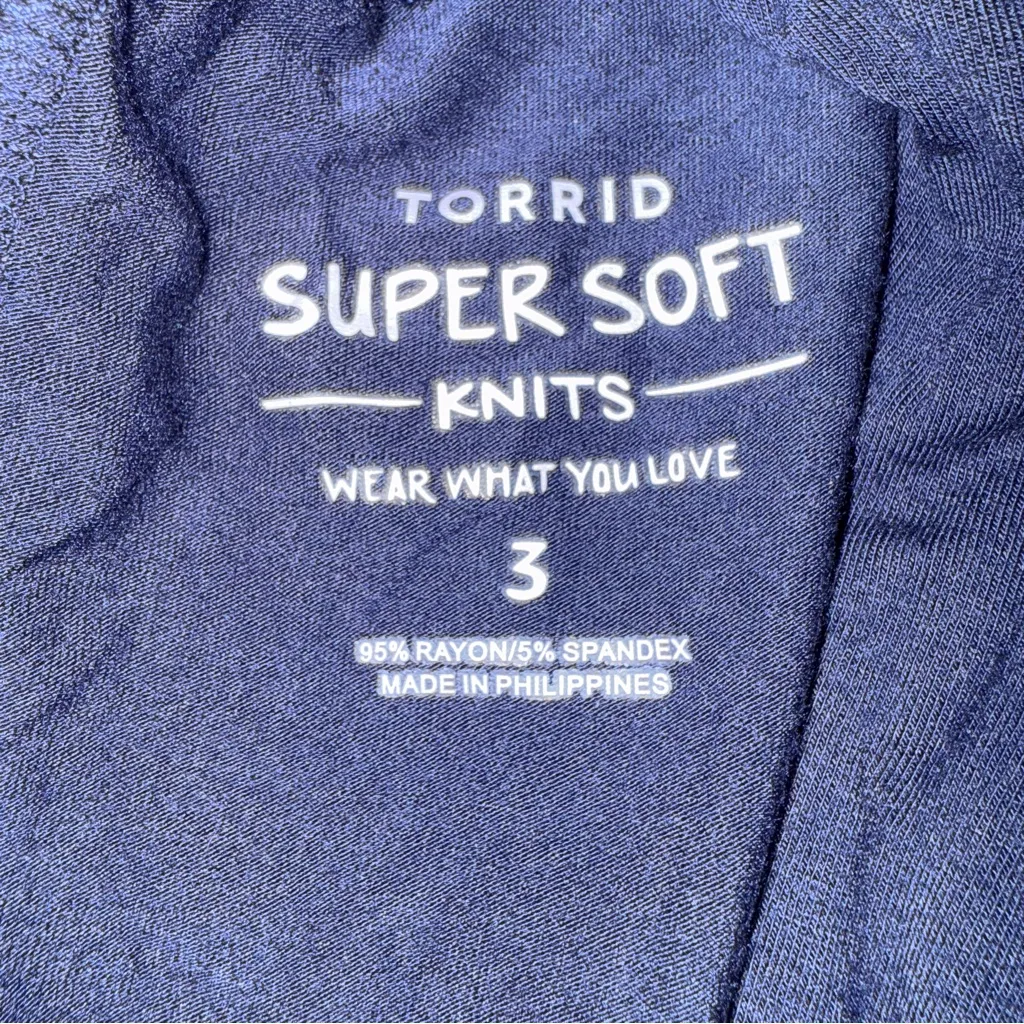 TORRID
SUPER SOFT
KNITS
WEAR WHAT YOU LOVE
3
95% RAYON/5% SPANDEX
MADE IN PHILIPPINES